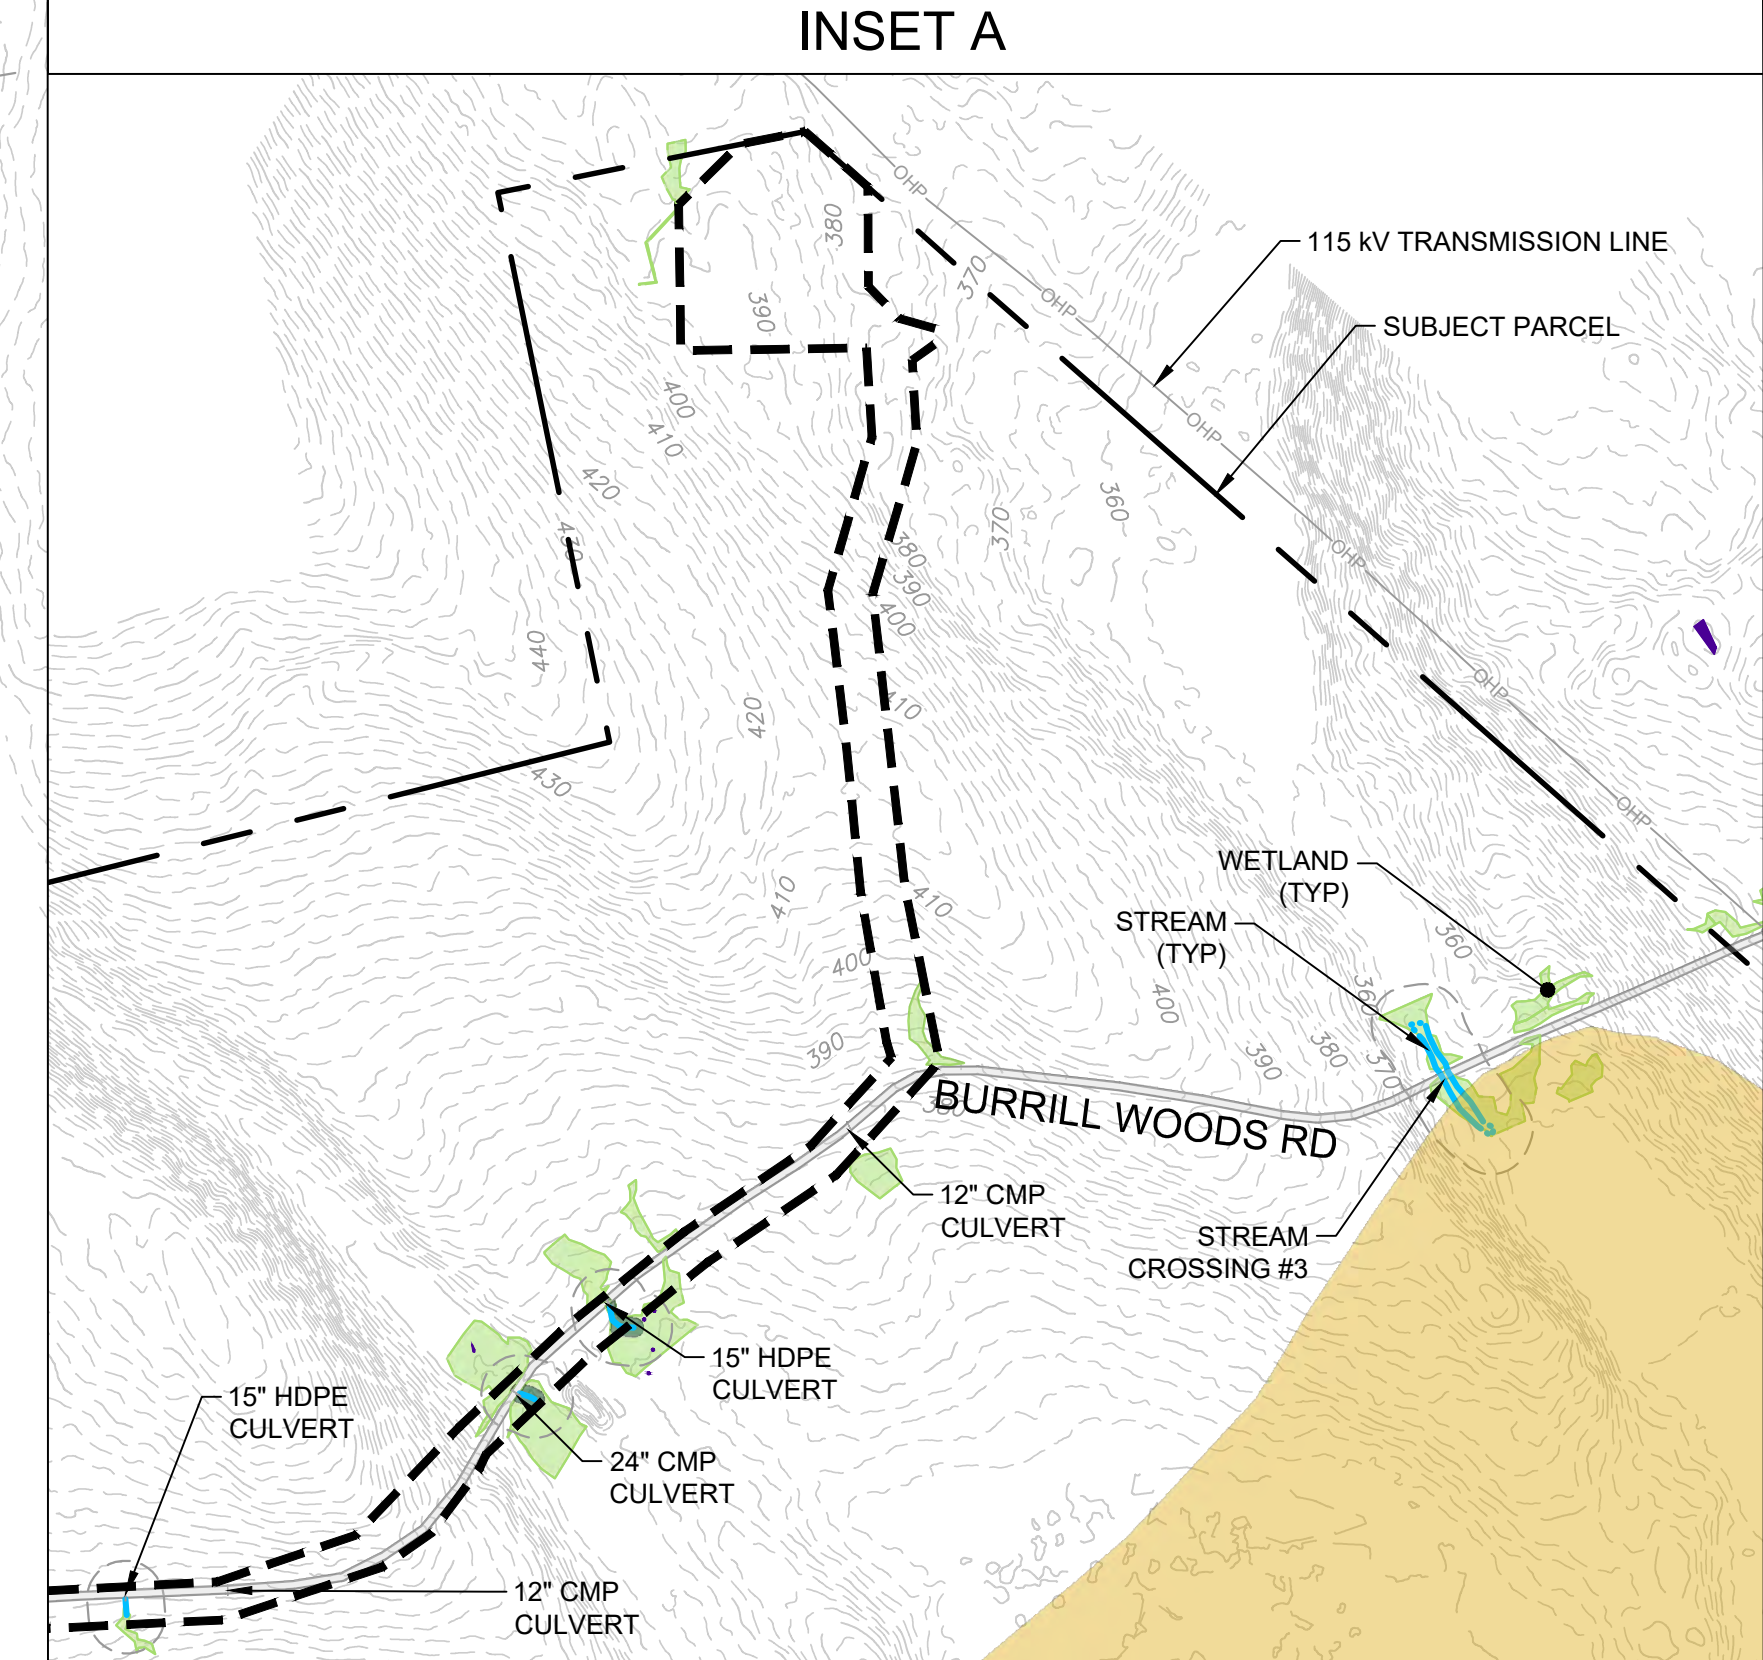 INSET A
OHP
380
370
115 kV TRANSMISSION LINE
OHP
390
SUBJECT PARCEL
400
410
OHP
420
360
370
430
380
OHP
390
400
440
OHP
410
420
430
OHP
WETLAND
(TYP)
410
410
STREAM
(TYP)
360
400
400
390
390
380
370
380
BURRILL WOODS RD
12" CMP
CULVERT
STREAM
CROSSING #3
15" HDPE
CULVERT
15" HDPE
CULVERT
24" CMP
CULVERT
12" CMP
CULVERT